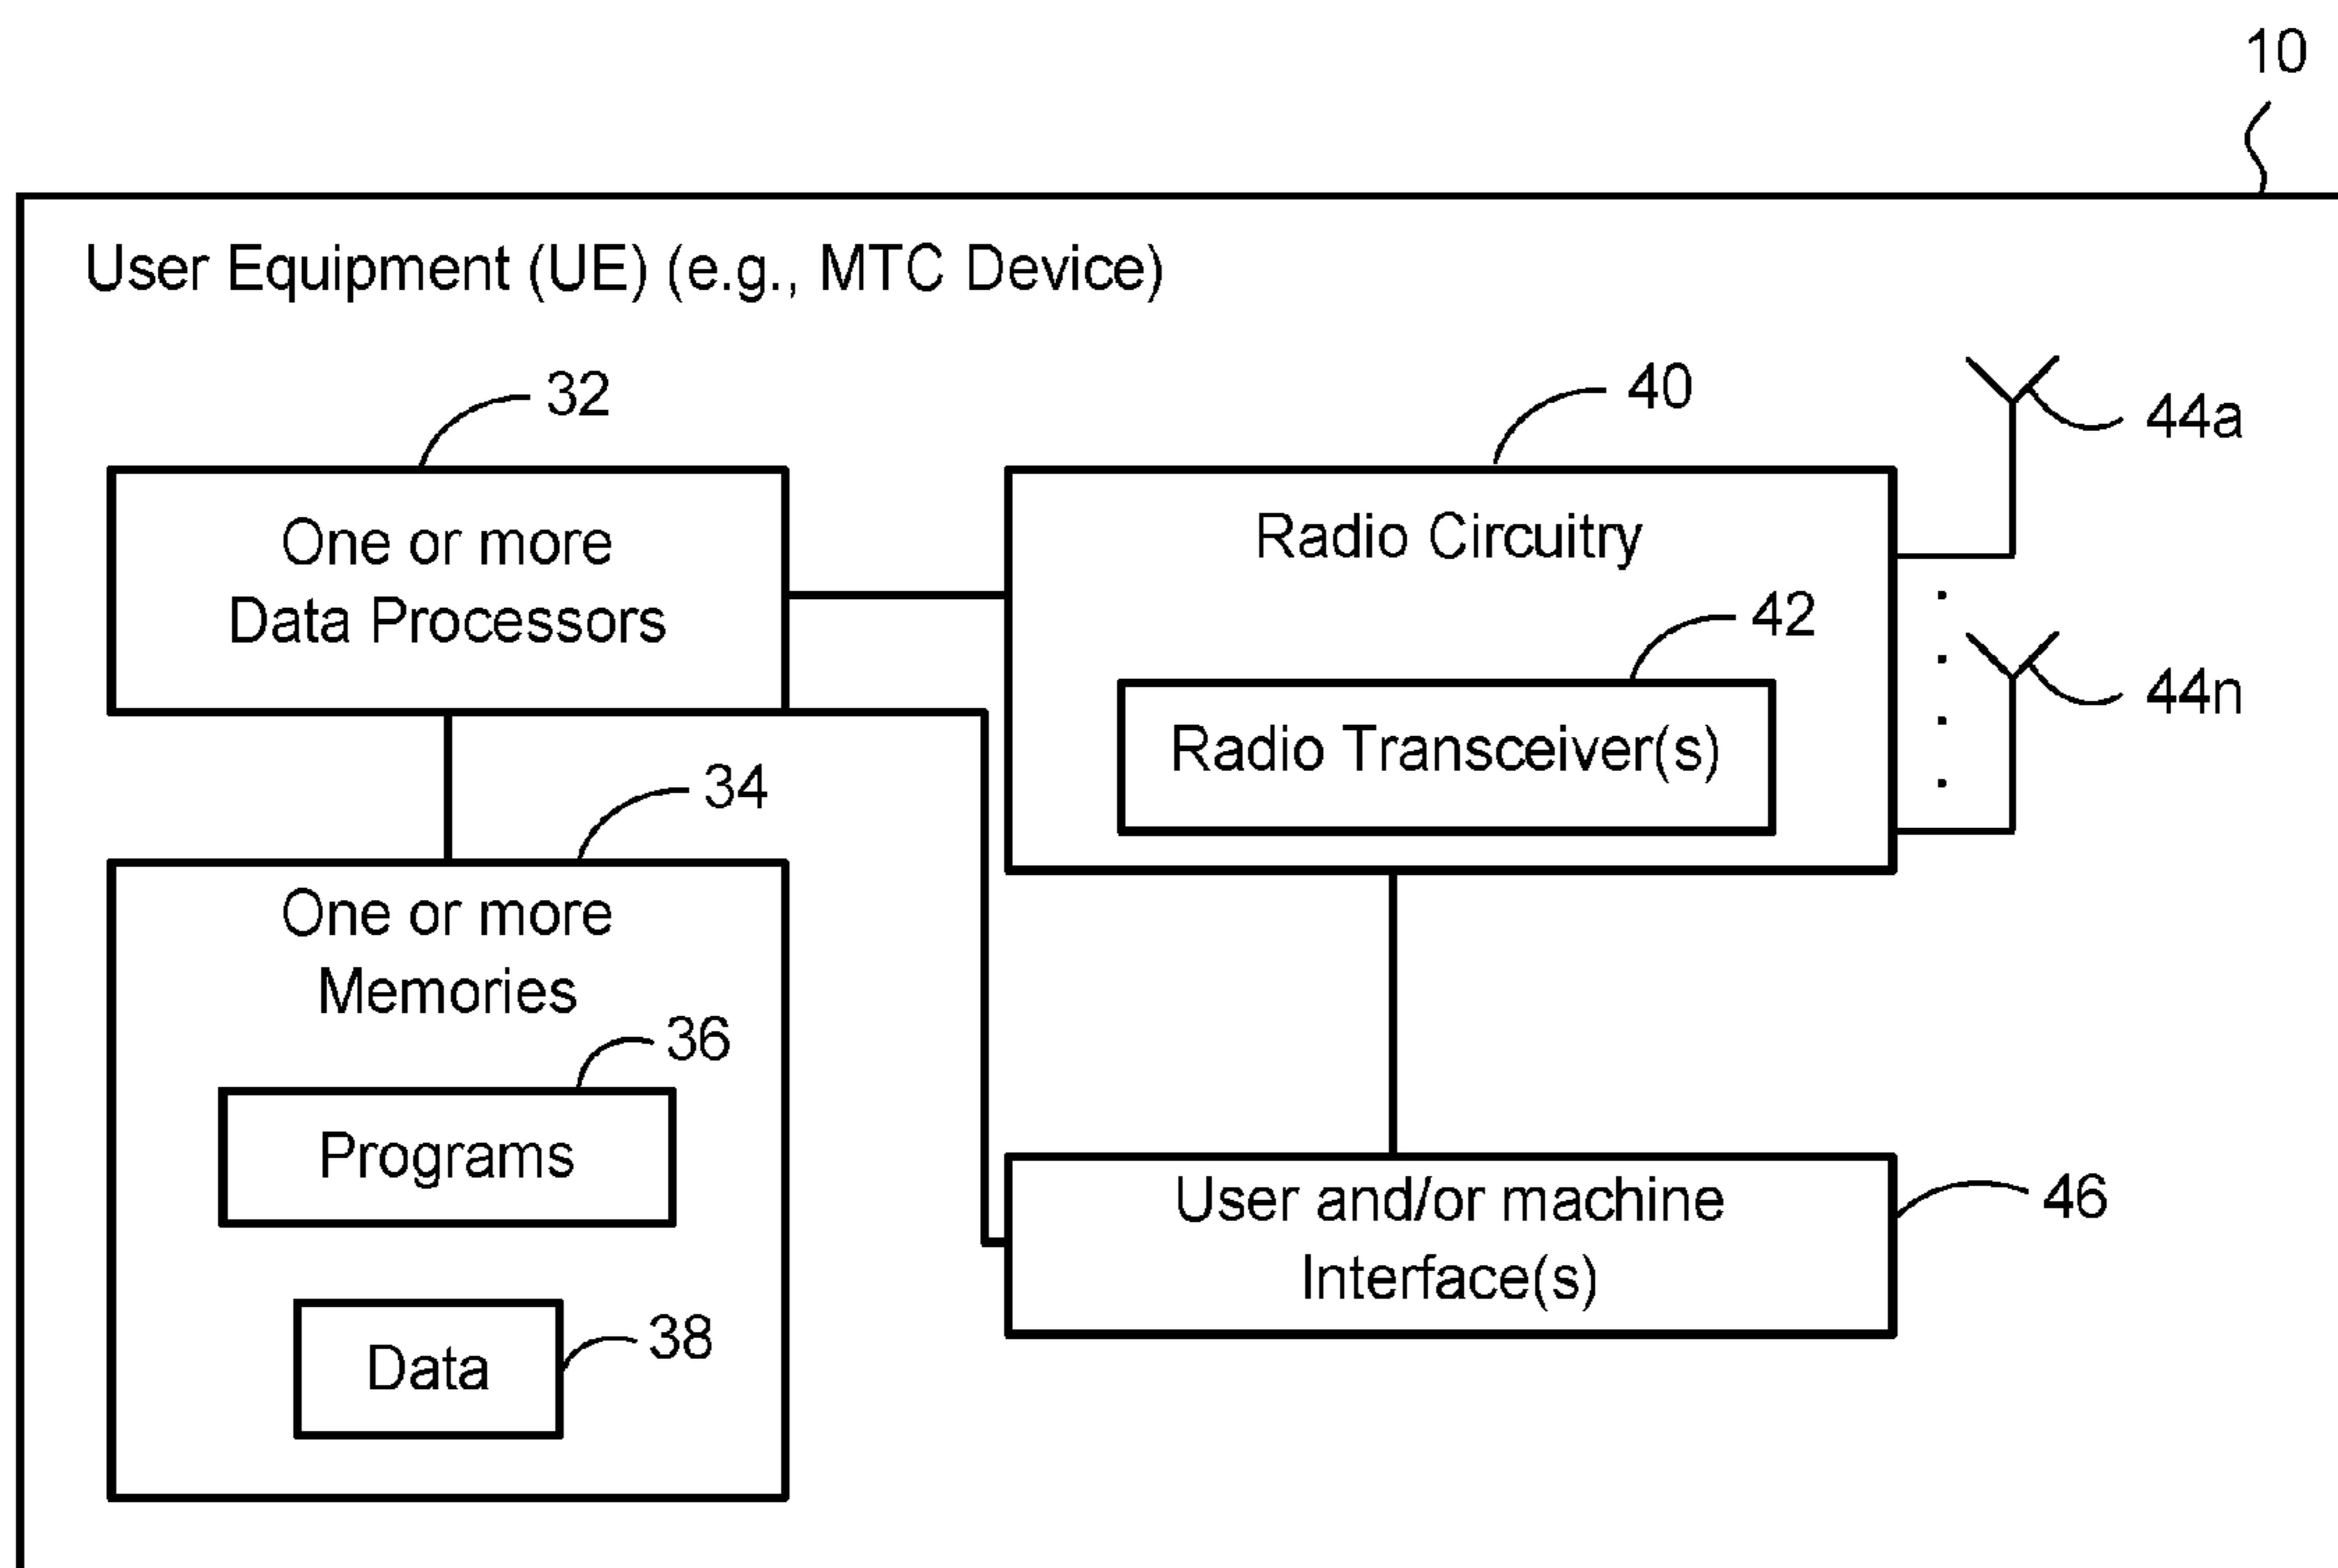 10
User Equipment (UE) (e.g., MTC Device)
32
40
44a
One or more
Data Processors
Radio Circuitry
42
44n
Radio Transceiver(s)
34
One or more
Memories
36
Programs
User and/or machine
Interface(s)
46
38
Data